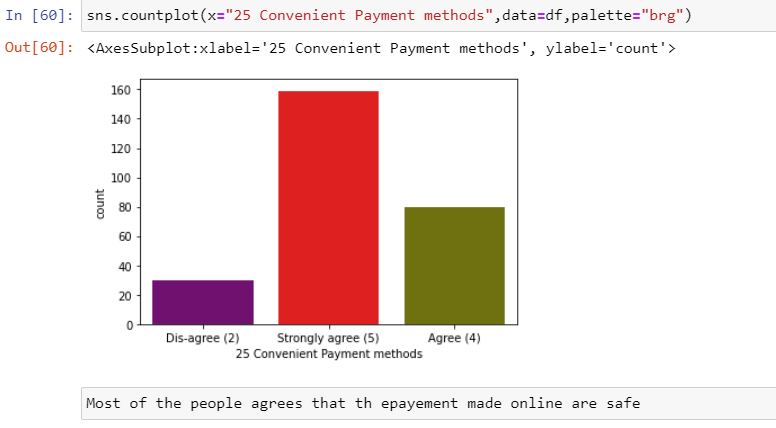 In [60]: sns.countplot(x="25 Convenient Payment methods",data=df,palette="brg")
Out[60]: <AxesSubplot:xlabel='25 Convenient Payment methods', ylabel='count'>
160
140
120
100
80
60
40
20
0
count
Dis-agree (2) Strongly agree (5) Agree (4)
25 Convenient Payment methods
Most of the people agrees that th epayement made online are safe